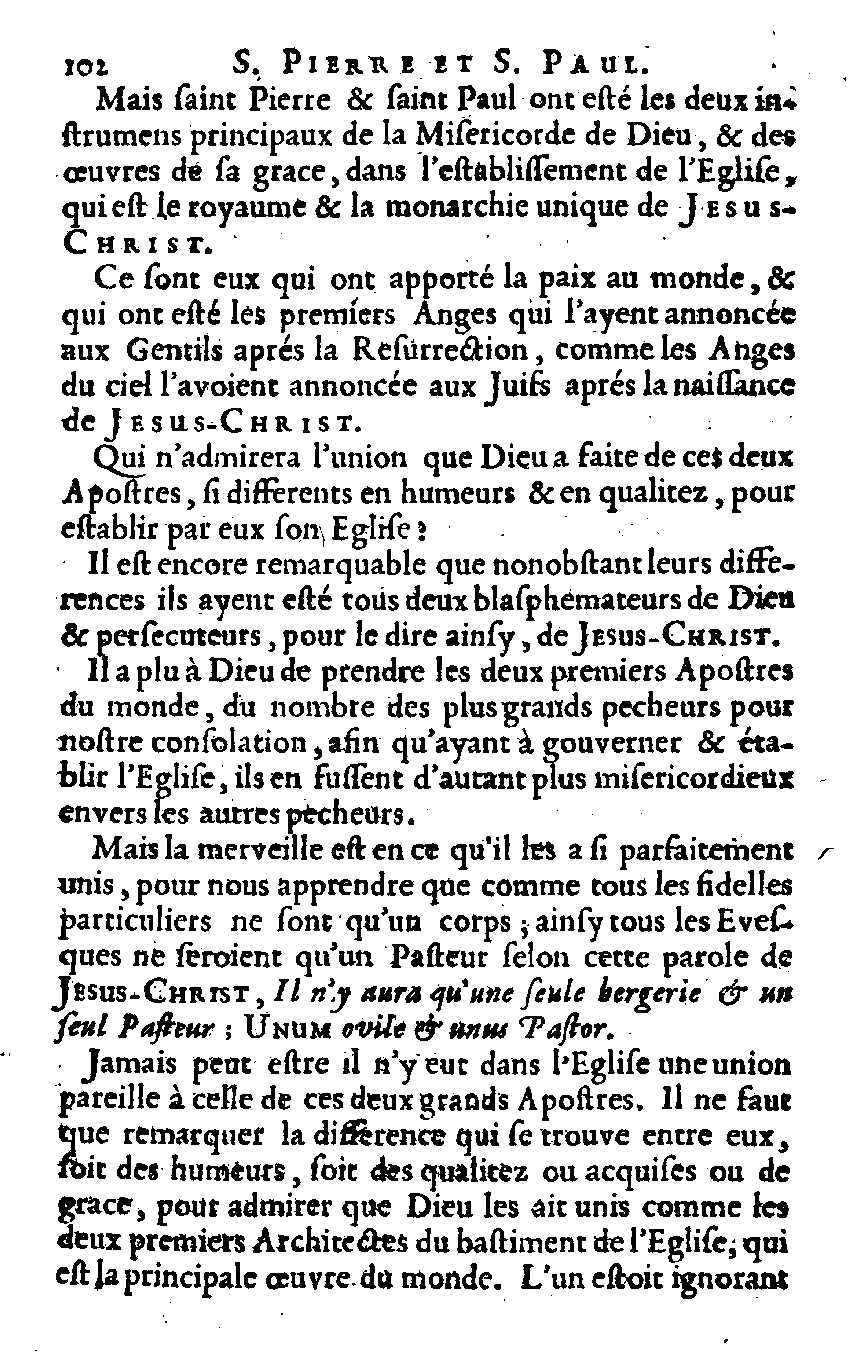 102 S. PIERRE ET S. PAUL.
Mais ſaint Pierre & ſaint Paul ont eſté les deux in-
ſtrumens principaux de la Miſericorde de Dieu, & des
œuvres de ſa grace, dans l'eſtabliſſement de l'Egliſe,
qui eſt le royaume & la monarchie unique de JESUS-
CHRIST.
Ce ſont eux qui ont apporté la paix au monde, &
qui ont eſté les premiers Anges qui l'ayent annoncée
aux Gentils aprés la Reſurrection, comme les Anges
du ciel l'avoient annoncée aux Juifs aprés la naiſſance
de JESUS-CHRIST.
Qui n'admirera l'union que Dieu a faite de ces deux
Apoſtres, ſi differents en humeurs & en qualitez, pour
eſtablir par eux ſon Egliſe?
Il eſt encore remarquable que nonobſtant leurs diffe-
rences ils ayent eſté tous deux blaſphemateurs de Dieu
& perſecuteurs, pour le dire ainſy, de JESUS-CHRIST.
Il a plu à Dieu de prendre les deux premiers Apoſtres
du monde, du nombre des plus grands pecheurs pour
noſtre conſolation, afin qu'ayant à gouverner & éta-
blir l'Egliſe, ils en fuſſent d'autant plus miſericordieux
envers les autres pecheurs.
Mais la merveille eſt en ce qu'il les a ſi parfaitement
unis, pour nous apprendre que comme tous les fidelles
particuliers ne ſont qu'un corps; ainſy tous les Eveſ-
ques ne ſeroient qu'un Paſteur ſelon cette parole de
JESUS-CHRIST, Il n'y aura qu'une ſeule bergerie & un
ſeul Paſteur; UNUM ovile & unus Paſtor.
Jamais peut eſtre il n'y eut dans l'Egliſe une union
pareille à celle de ces deux grands Apoſtres. Il ne faut
que remarquer la difference qui ſe trouve entre eux,
ſoit des humeurs, ſoit des qualitez ou acquiſes ou de
grace, pour admirer que Dieu les ait unis comme les
deux premiers Architectes du baſtiment de l'Egliſe, qui
eſt la principale œuvre du monde. L'un eſtoit ignorant